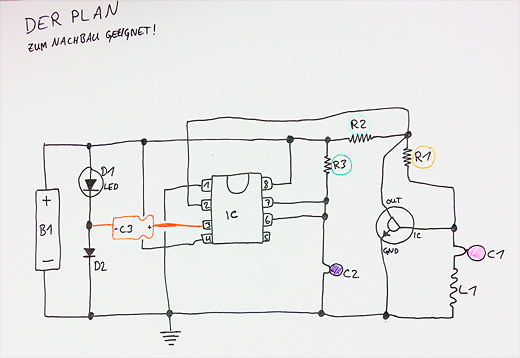 DER PLAN
ZUM NACHBAU GEEIGNET!
R2
D1
LED
R3
R1
1
8
2
7
OUT
+
B1
-
-C3
+
3
IC
6
IC
4
5
GND
C1
D2
C2
L1